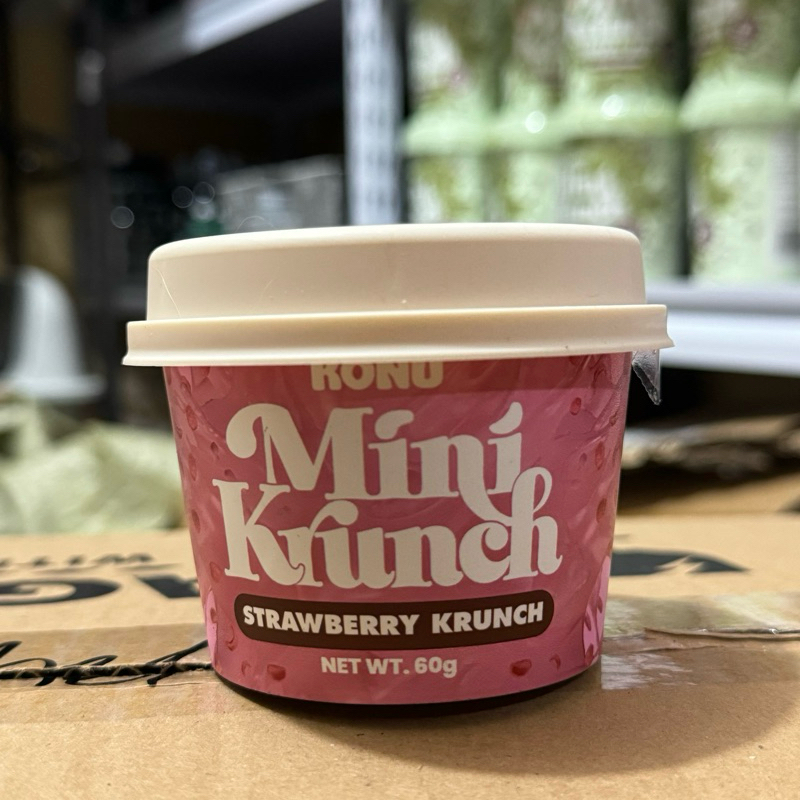 KONU
Mini
Krunch
STRAWBERRY KRUNCH
NET WT. 60g